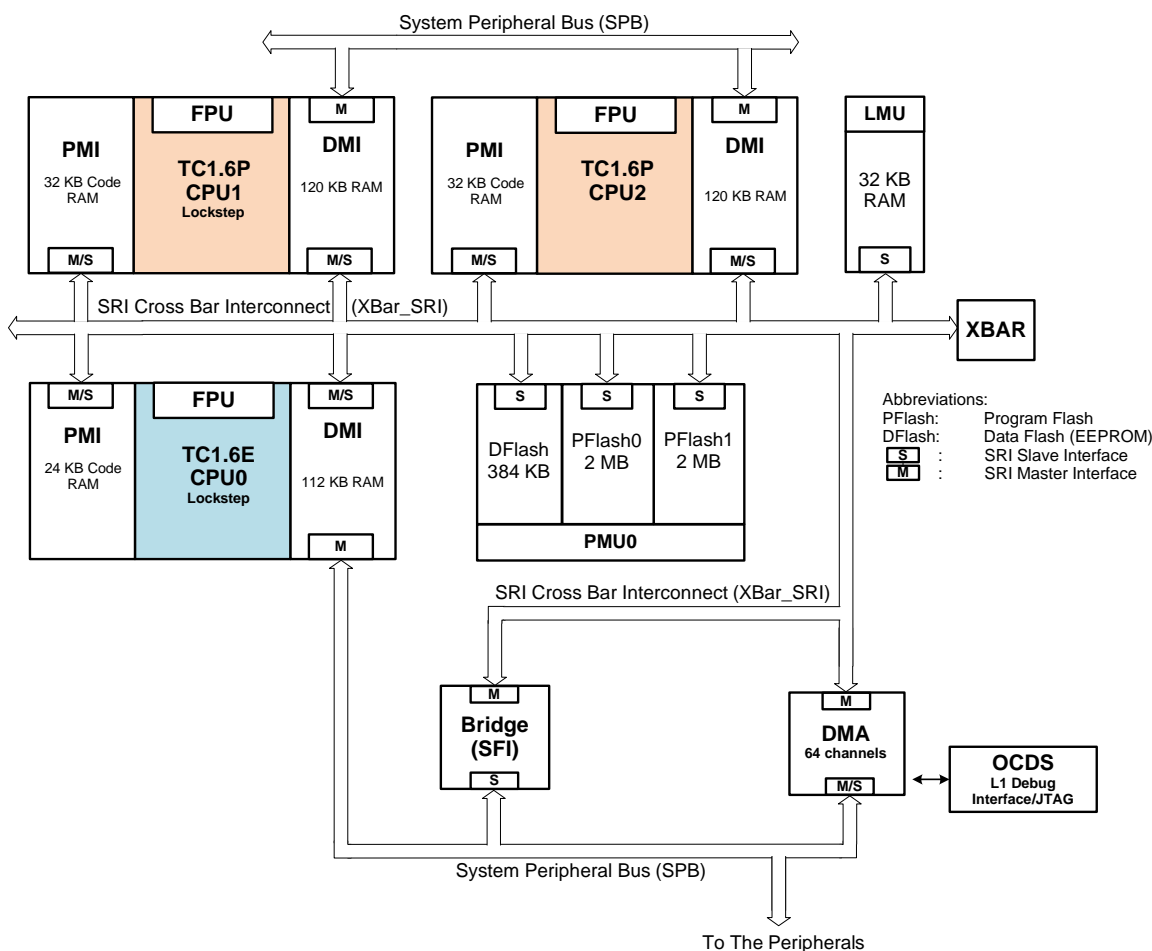 System Peripheral Bus (SPB)
M
M
FPU
FPU
LMU
PMI
DMI
PMI
DMI
TC1.6P
CPU1
Lockstep
TC1.6P
CPU2
32 KB Code
RAM
120 KB RAM
32 KB Code
RAM
120 KB RAM
32 KB
RAM
M/S
M/S
M/S
M/S
S
SRI Cross Bar Interconnect (XBar_SRI)
XBAR
M/S
FPU
M/S
S
S
S
PMI
TC1.6E
CPU0
Lockstep
DMI
24 KB Code
RAM
112 KB RAM
M
DFlash
384 KB
PFlash0
2 MB
PFlash1
2 MB
PMU0
Abbreviations:
PFlash: Program Flash
DFlash: Data Flash (EEPROM)
S : SRI Slave Interface
M : SRI Master Interface
SRI Cross Bar Interconnect (XBar_SRI)
M
Bridge
(SFI)
S
M
DMA
64 channels
M/S
OCDS
L1 Debug
Interface/JTAG
System Peripheral Bus (SPB)
To The Peripherals